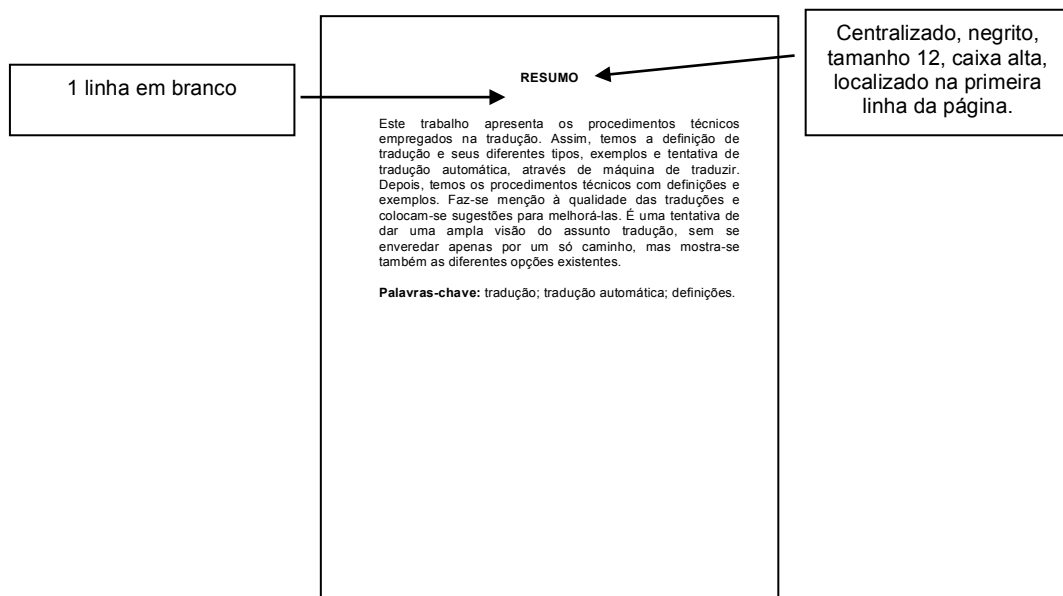 Centralizado, negrito,
tamanho 12, caixa alta,
localizado na primeira
linha da página.
1 linha em branco
RESUMO
Este trabalho apresenta os procedimentos técnicos
empregados na tradução. Assim, temos a definição de
tradução e seus diferentes tipos, exemplos e tentativa de
tradução automática, através de máquina de traduzir.
Depois, temos os procedimentos técnicos com definições e
exemplos. Faz-se menção à qualidade das traduções e
colocam-se sugestões para melhorá-las. É uma tentativa de
dar uma ampla visão do assunto tradução, sem se
enveredar apenas por um só caminho, mas mostra-se
também as diferentes opções existentes.
Palavras-chave: tradução; tradução automática; definições.